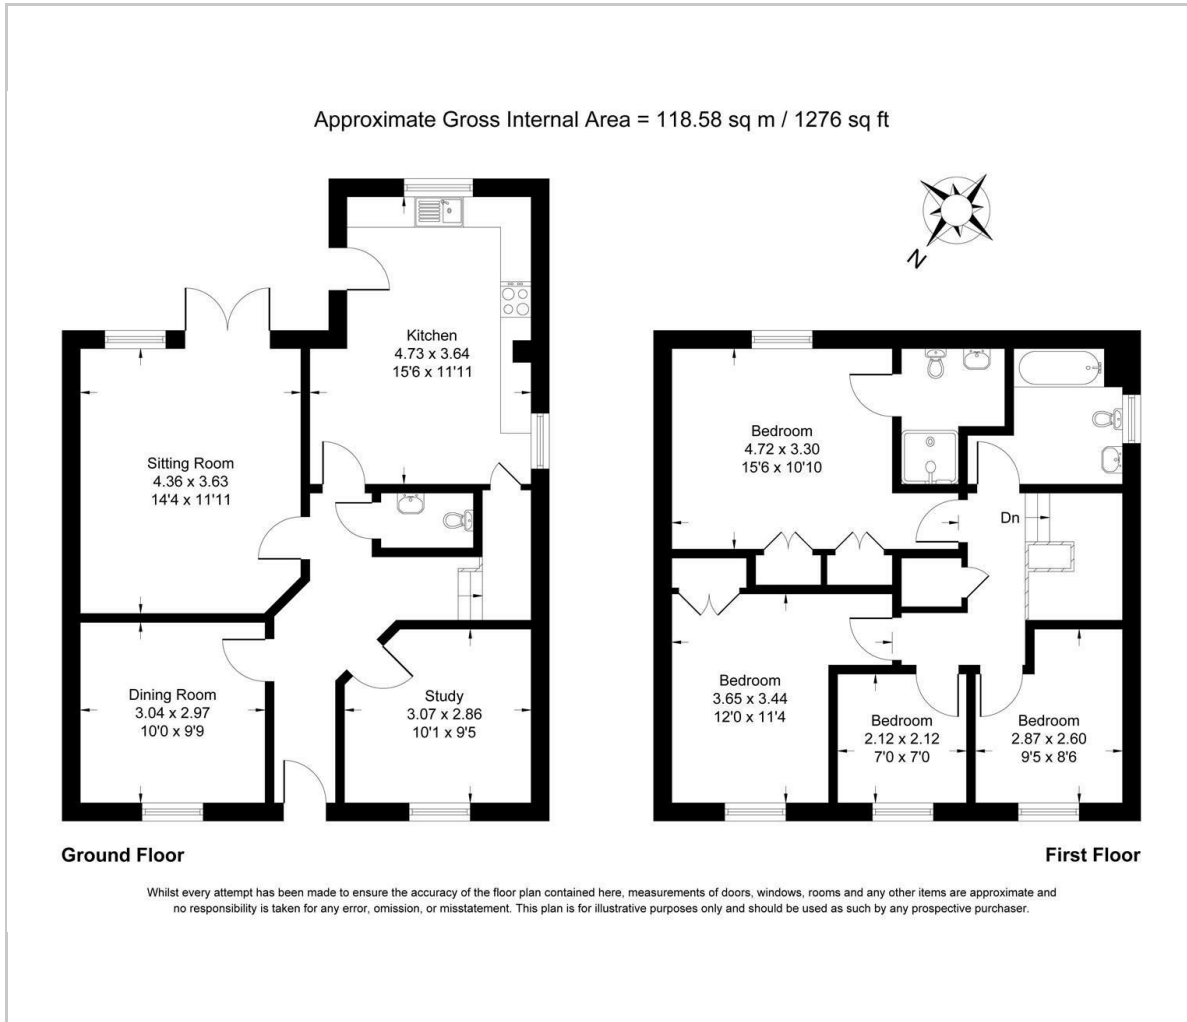 Approximate Gross Internal Area = 118.58 sq m / 1276 sq ft
N
Kitchen
4.73 x 3.64
15'6 x 11'11
Sitting Room
4.36 x 3.63
14'4 x 11'11
Dining Room
3.04 x 2.97
10'0 x 9'9
Study
3.07 x 2.86
10'1 x 9'5
Ground Floor
Bedroom
4.72 x 3.30
15'6 x 10'10
Dn
Bedroom
3.65 x 3.44
12'0 x 11'4
Bedroom
2.12 x 2.12
7'0 x 7'0
Bedroom
2.87 x 2.60
9'5 x 8'6
First Floor
Whilst every attempt has been made to ensure the accuracy of the floor plan contained here, measurements of doors, windows, rooms and any other items are approximate and
no responsibility is taken for any error, omission, or misstatement. This plan is for illustrative purposes only and should be used as such by any prospective purchaser.